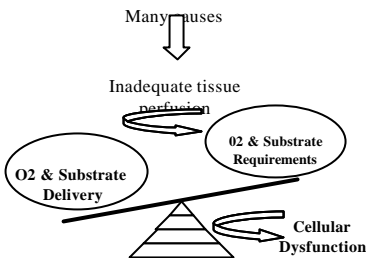 Many causes
Inadequate tissue
perfusion
02 & Substrate
Requirements
O2 & Substrate
Delivery
Cellular
Dysfunction